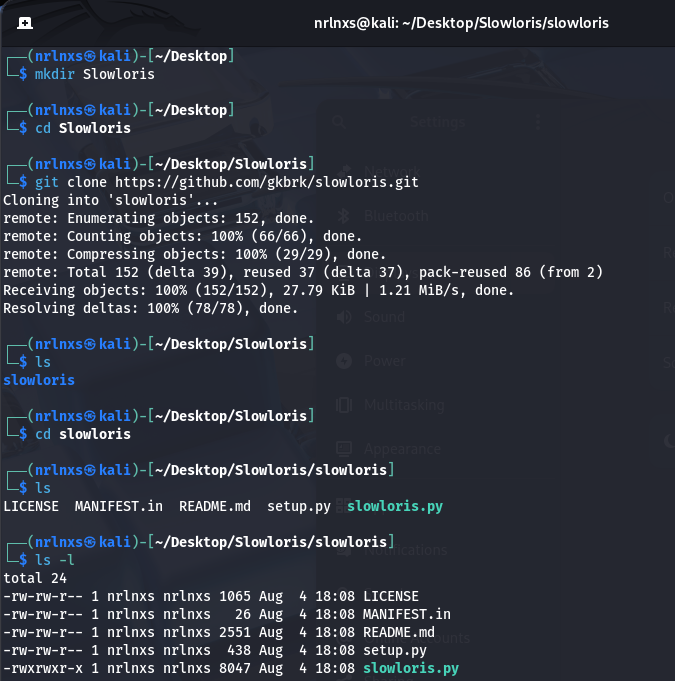 nrlnxs@kali: ~/Desktop/Slowloris/slowloris
┌──(nrlnxs㉿kali)-[~/Desktop]
└─$ mkdir Slowloris
┌──(nrlnxs㉿kali)-[~/Desktop]
└─$ cd Slowloris
┌──(nrlnxs㉿kali)-[~/Desktop/Slowloris]
└─$ git clone https://github.com/gkbrk/slowloris.git
Cloning into 'slowloris'...
remote: Enumerating objects: 152, done.
remote: Counting objects: 100% (66/66), done.
remote: Compressing objects: 100% (29/29), done.
remote: Total 152 (delta 39), reused 37 (delta 37), pack-reused 86 (from 2)
Receiving objects: 100% (152/152), 27.79 KiB | 1.21 MiB/s, done.
Resolving deltas: 100% (78/78), done.
┌──(nrlnxs㉿kali)-[~/Desktop/Slowloris]
└─$ ls
slowloris
┌──(nrlnxs㉿kali)-[~/Desktop/Slowloris]
└─$ cd slowloris
┌──(nrlnxs㉿kali)-[~/Desktop/Slowloris/slowloris]
└─$ ls
LICENSE  MANIFEST.in  README.md  setup.py  slowloris.py
┌──(nrlnxs㉿kali)-[~/Desktop/Slowloris/slowloris]
└─$ ls -l
total 24
-rw-rw-r-- 1 nrlnxs nrlnxs 1065 Aug  4 18:08 LICENSE
-rw-rw-r-- 1 nrlnxs nrlnxs   26 Aug  4 18:08 MANIFEST.in
-rw-rw-r-- 1 nrlnxs nrlnxs 2551 Aug  4 18:08 README.md
-rw-rw-r-- 1 nrlnxs nrlnxs  438 Aug  4 18:08 setup.py
-rwxrwxr-x 1 nrlnxs nrlnxs 8047 Aug  4 18:08 slowloris.py
Settings
Network
Bluetooth
Sound
Power
Multitasking
Appearance
Notifications
Accounts